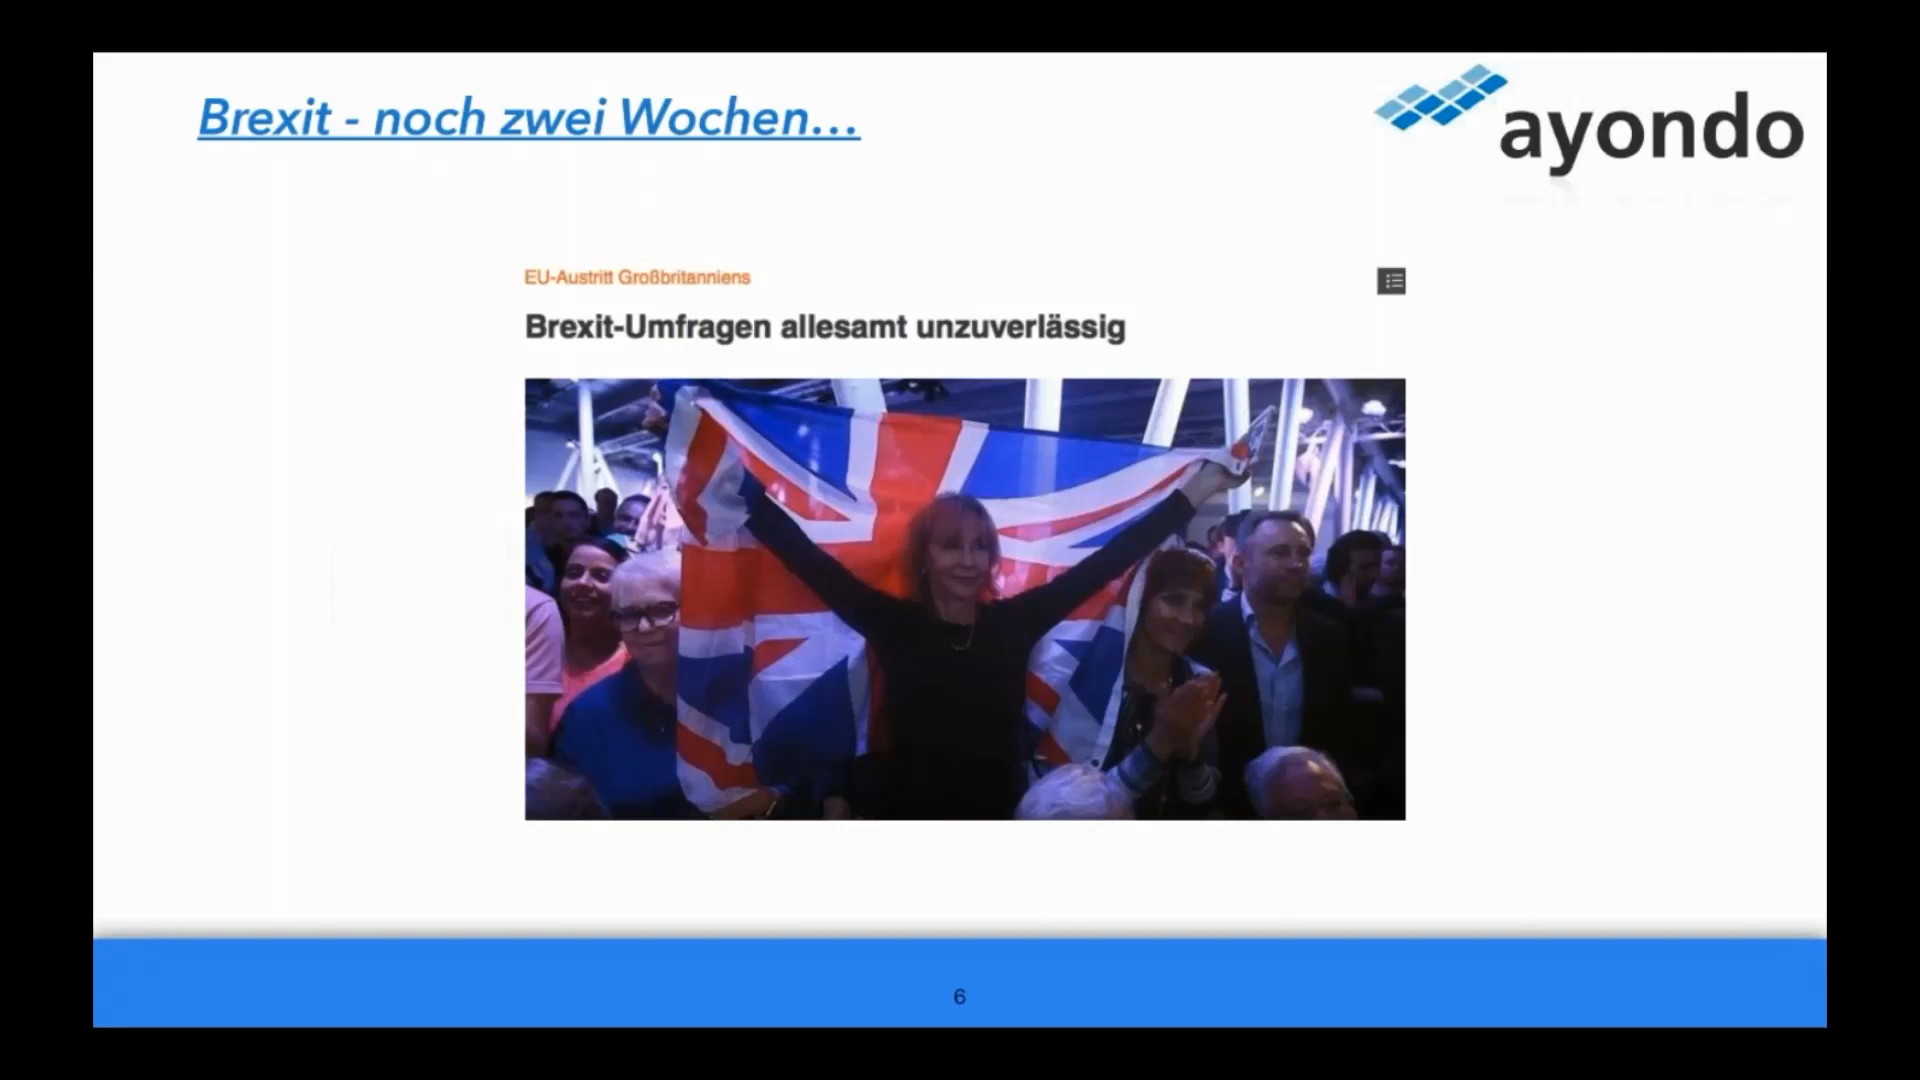 Brexit - noch zwei Wochen...
ayondo
EU-Austritt Großbritanniens
Brexit-Umfragen allesamt unzuverlässig
6